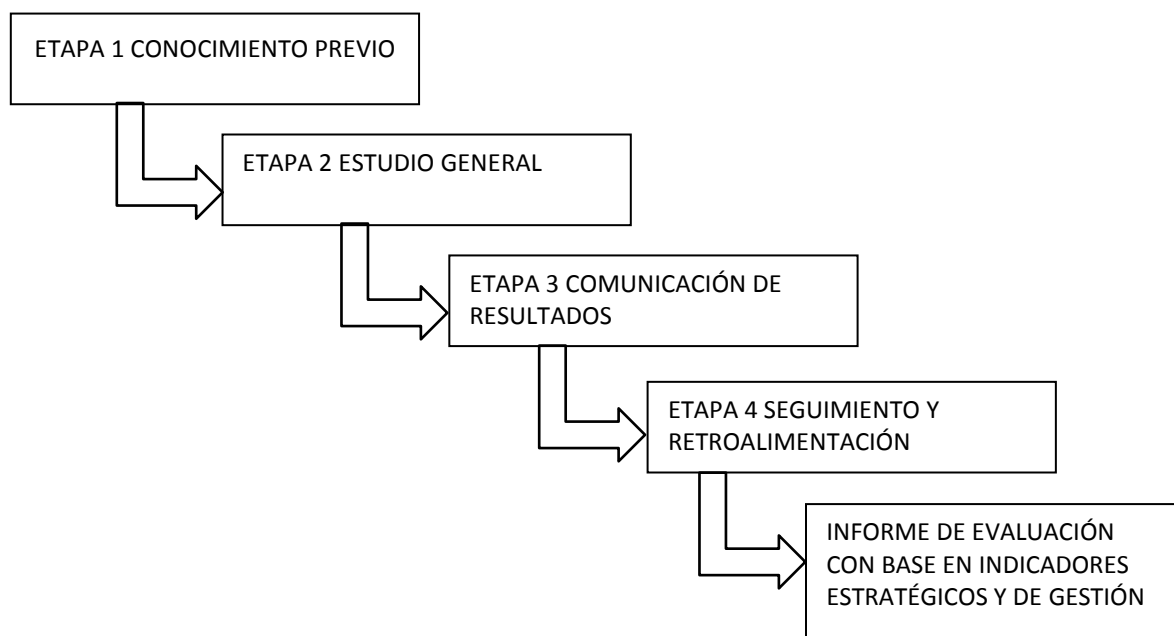 ETAPA 1 CONOCIMIENTO PREVIO
ETAPA 2 ESTUDIO GENERAL
ETAPA 3 COMUNICACIÓN DE
RESULTADOS
ETAPA 4 SEGUIMIENTO Y
RETROALIMENTACIÓN
INFORME DE EVALUACIÓN
CON BASE EN INDICADORES
ESTRATÉGICOS Y DE GESTIÓN